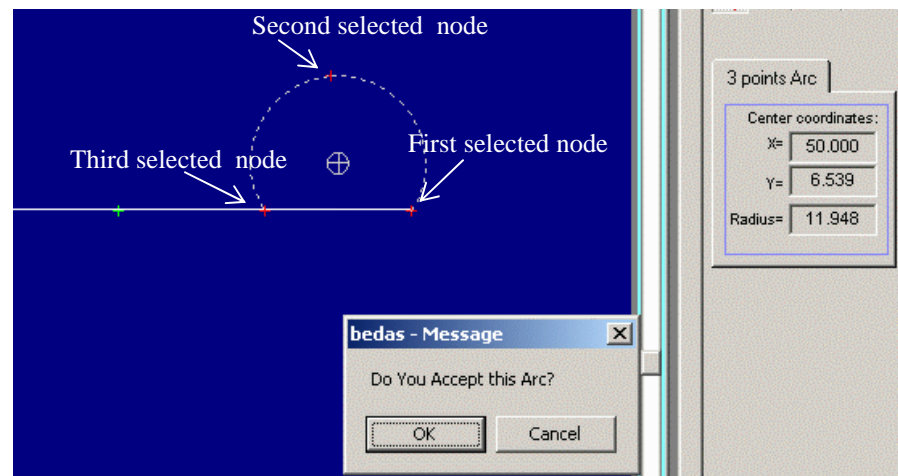 Second selected node
3 points Arc
Center coordinates:
X= 50.000
First selected node
Third selected node
Y= 6.539
Radius= 11.948
bedas - Message
Do You Accept this Arc?
OK Cancel